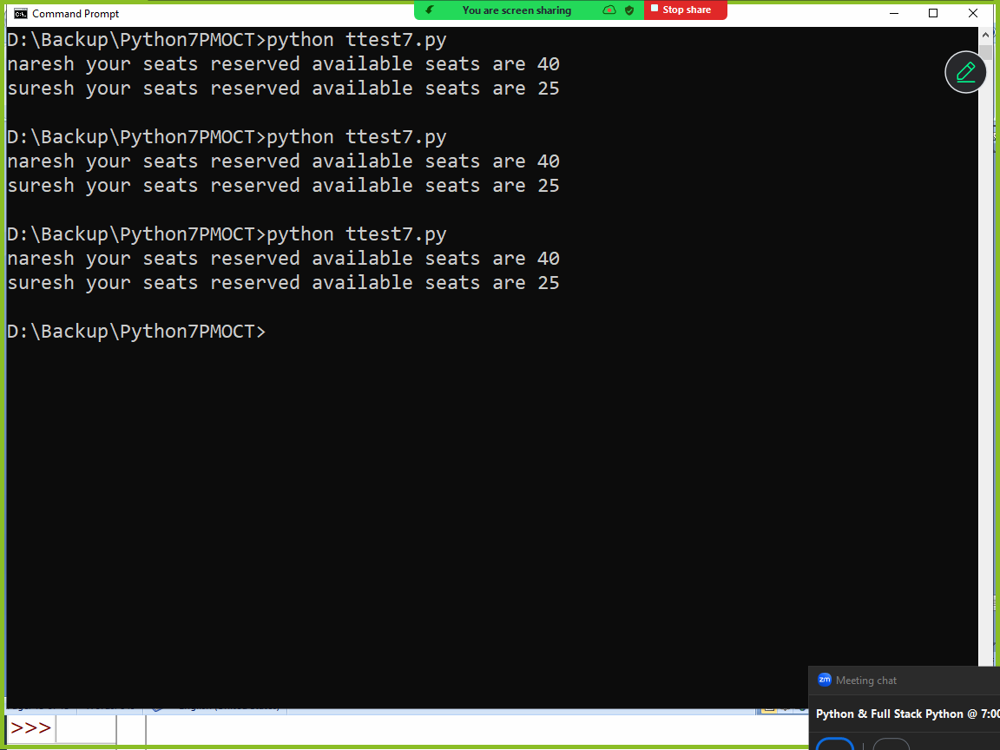 Command Prompt
You are screen sharing
Stop share
D:\Backup\Python7PMOCT>python ttest7.py
naresh your seats reserved available seats are 40
suresh your seats reserved available seats are 25
D:\Backup\Python7PMOCT>python ttest7.py
naresh your seats reserved available seats are 40
suresh your seats reserved available seats are 25
D:\Backup\Python7PMOCT>python ttest7.py
naresh your seats reserved available seats are 40
suresh your seats reserved available seats are 25
D:\Backup\Python7PMOCT>
zm Meeting chat
Python & Full Stack Python @ 7:00
>>>